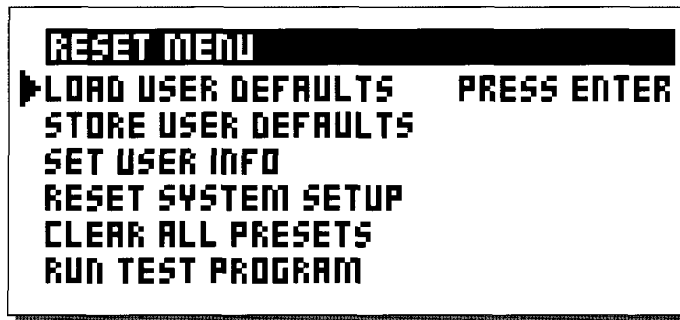 RESET MENU
LOAD USER DEFAULTS PRESS ENTER
STORE USER DEFAULTS
SET USER INFO
RESET SYSTEM SETUP
CLEAR ALL PRESETS
RUN TEST PROGRAM